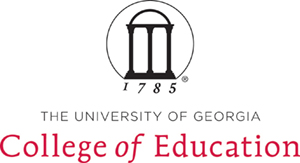 1785®
THE UNIVERSITY OF GEORGIA
College of Education